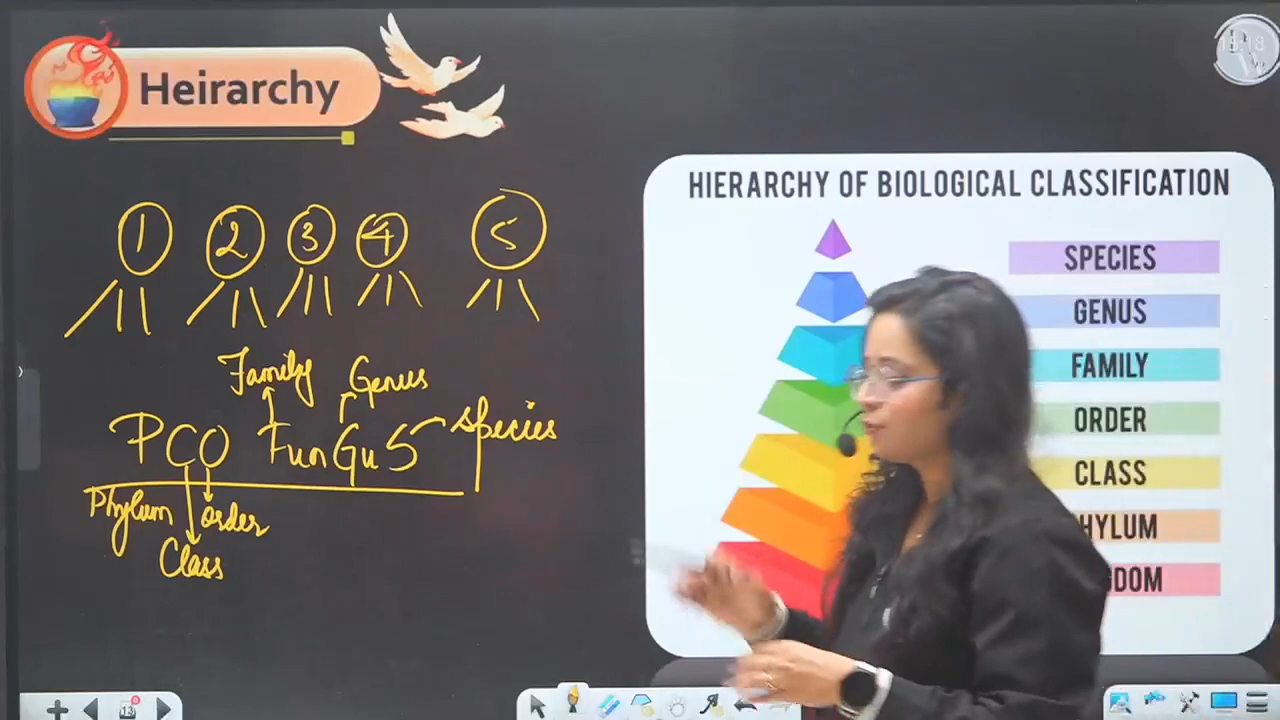 Heirarchy
HIERARCHY OF BIOLOGICAL CLASSIFICATION
1 2 3 4 5
Family Genus
PCO FunGuS species
Phylum order
Class
SPECIES
GENUS
FAMILY
ORDER
CLASS
HYLUM
DOM
13